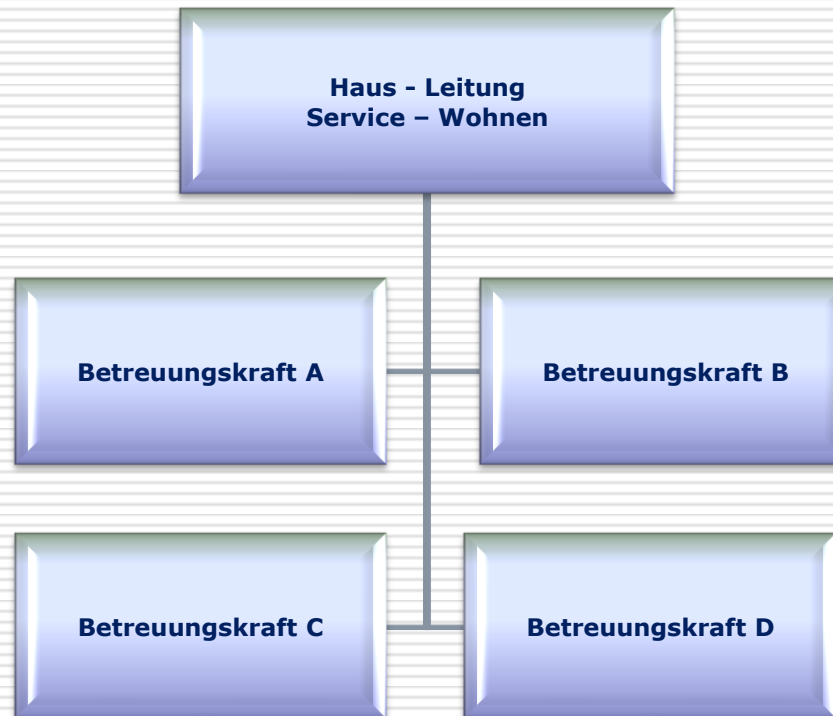 Haus - Leitung
Service – Wohnen
Betreuungskraft A
Betreuungskraft B
Betreuungskraft C
Betreuungskraft D